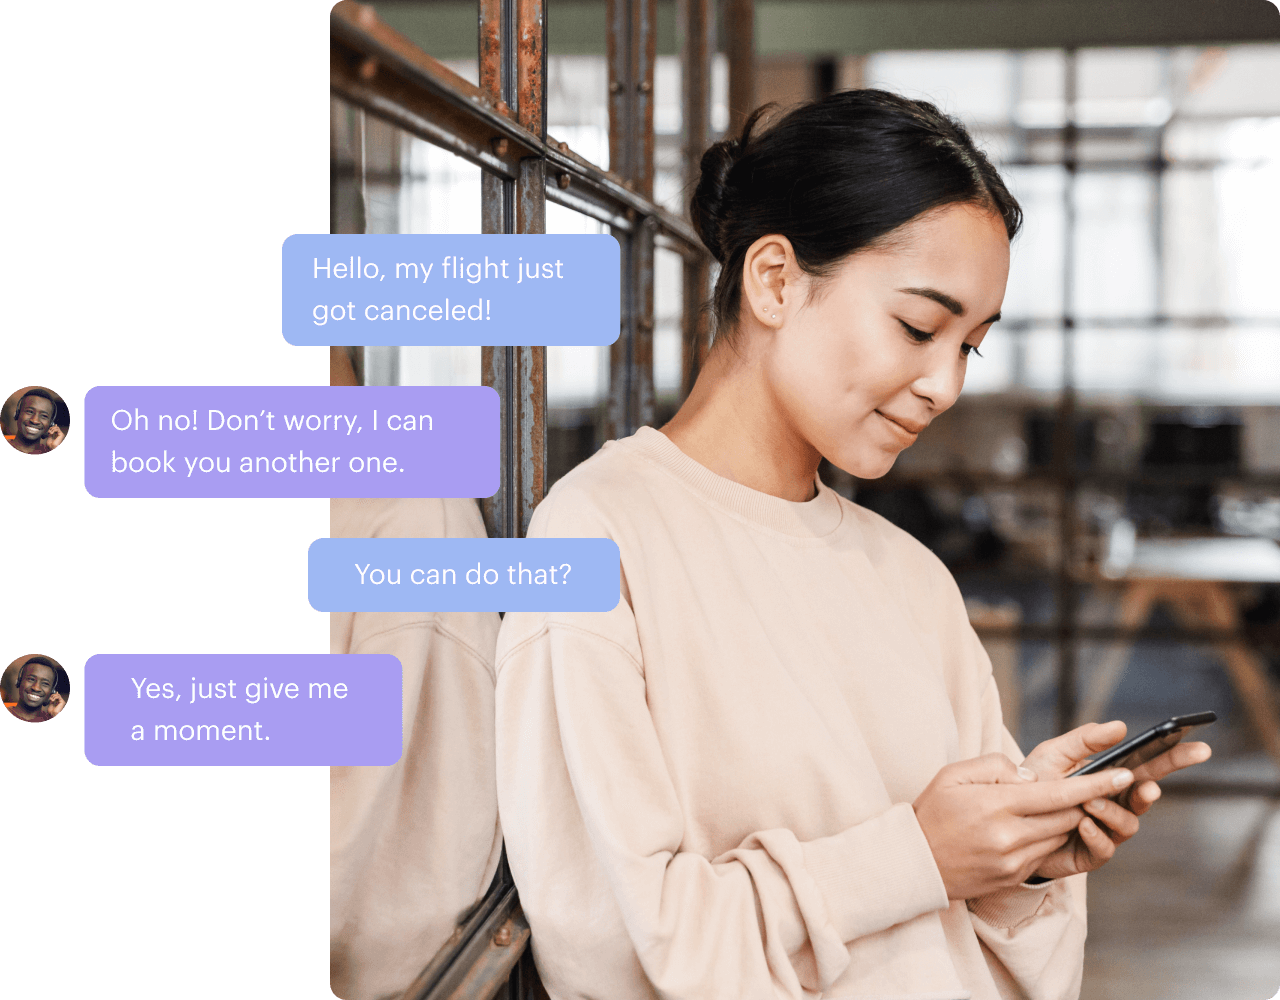 Hello, my flight just
got canceled!
Oh no! Don’t worry, I can
book you another one.
You can do that?
Yes, just give me
a moment.